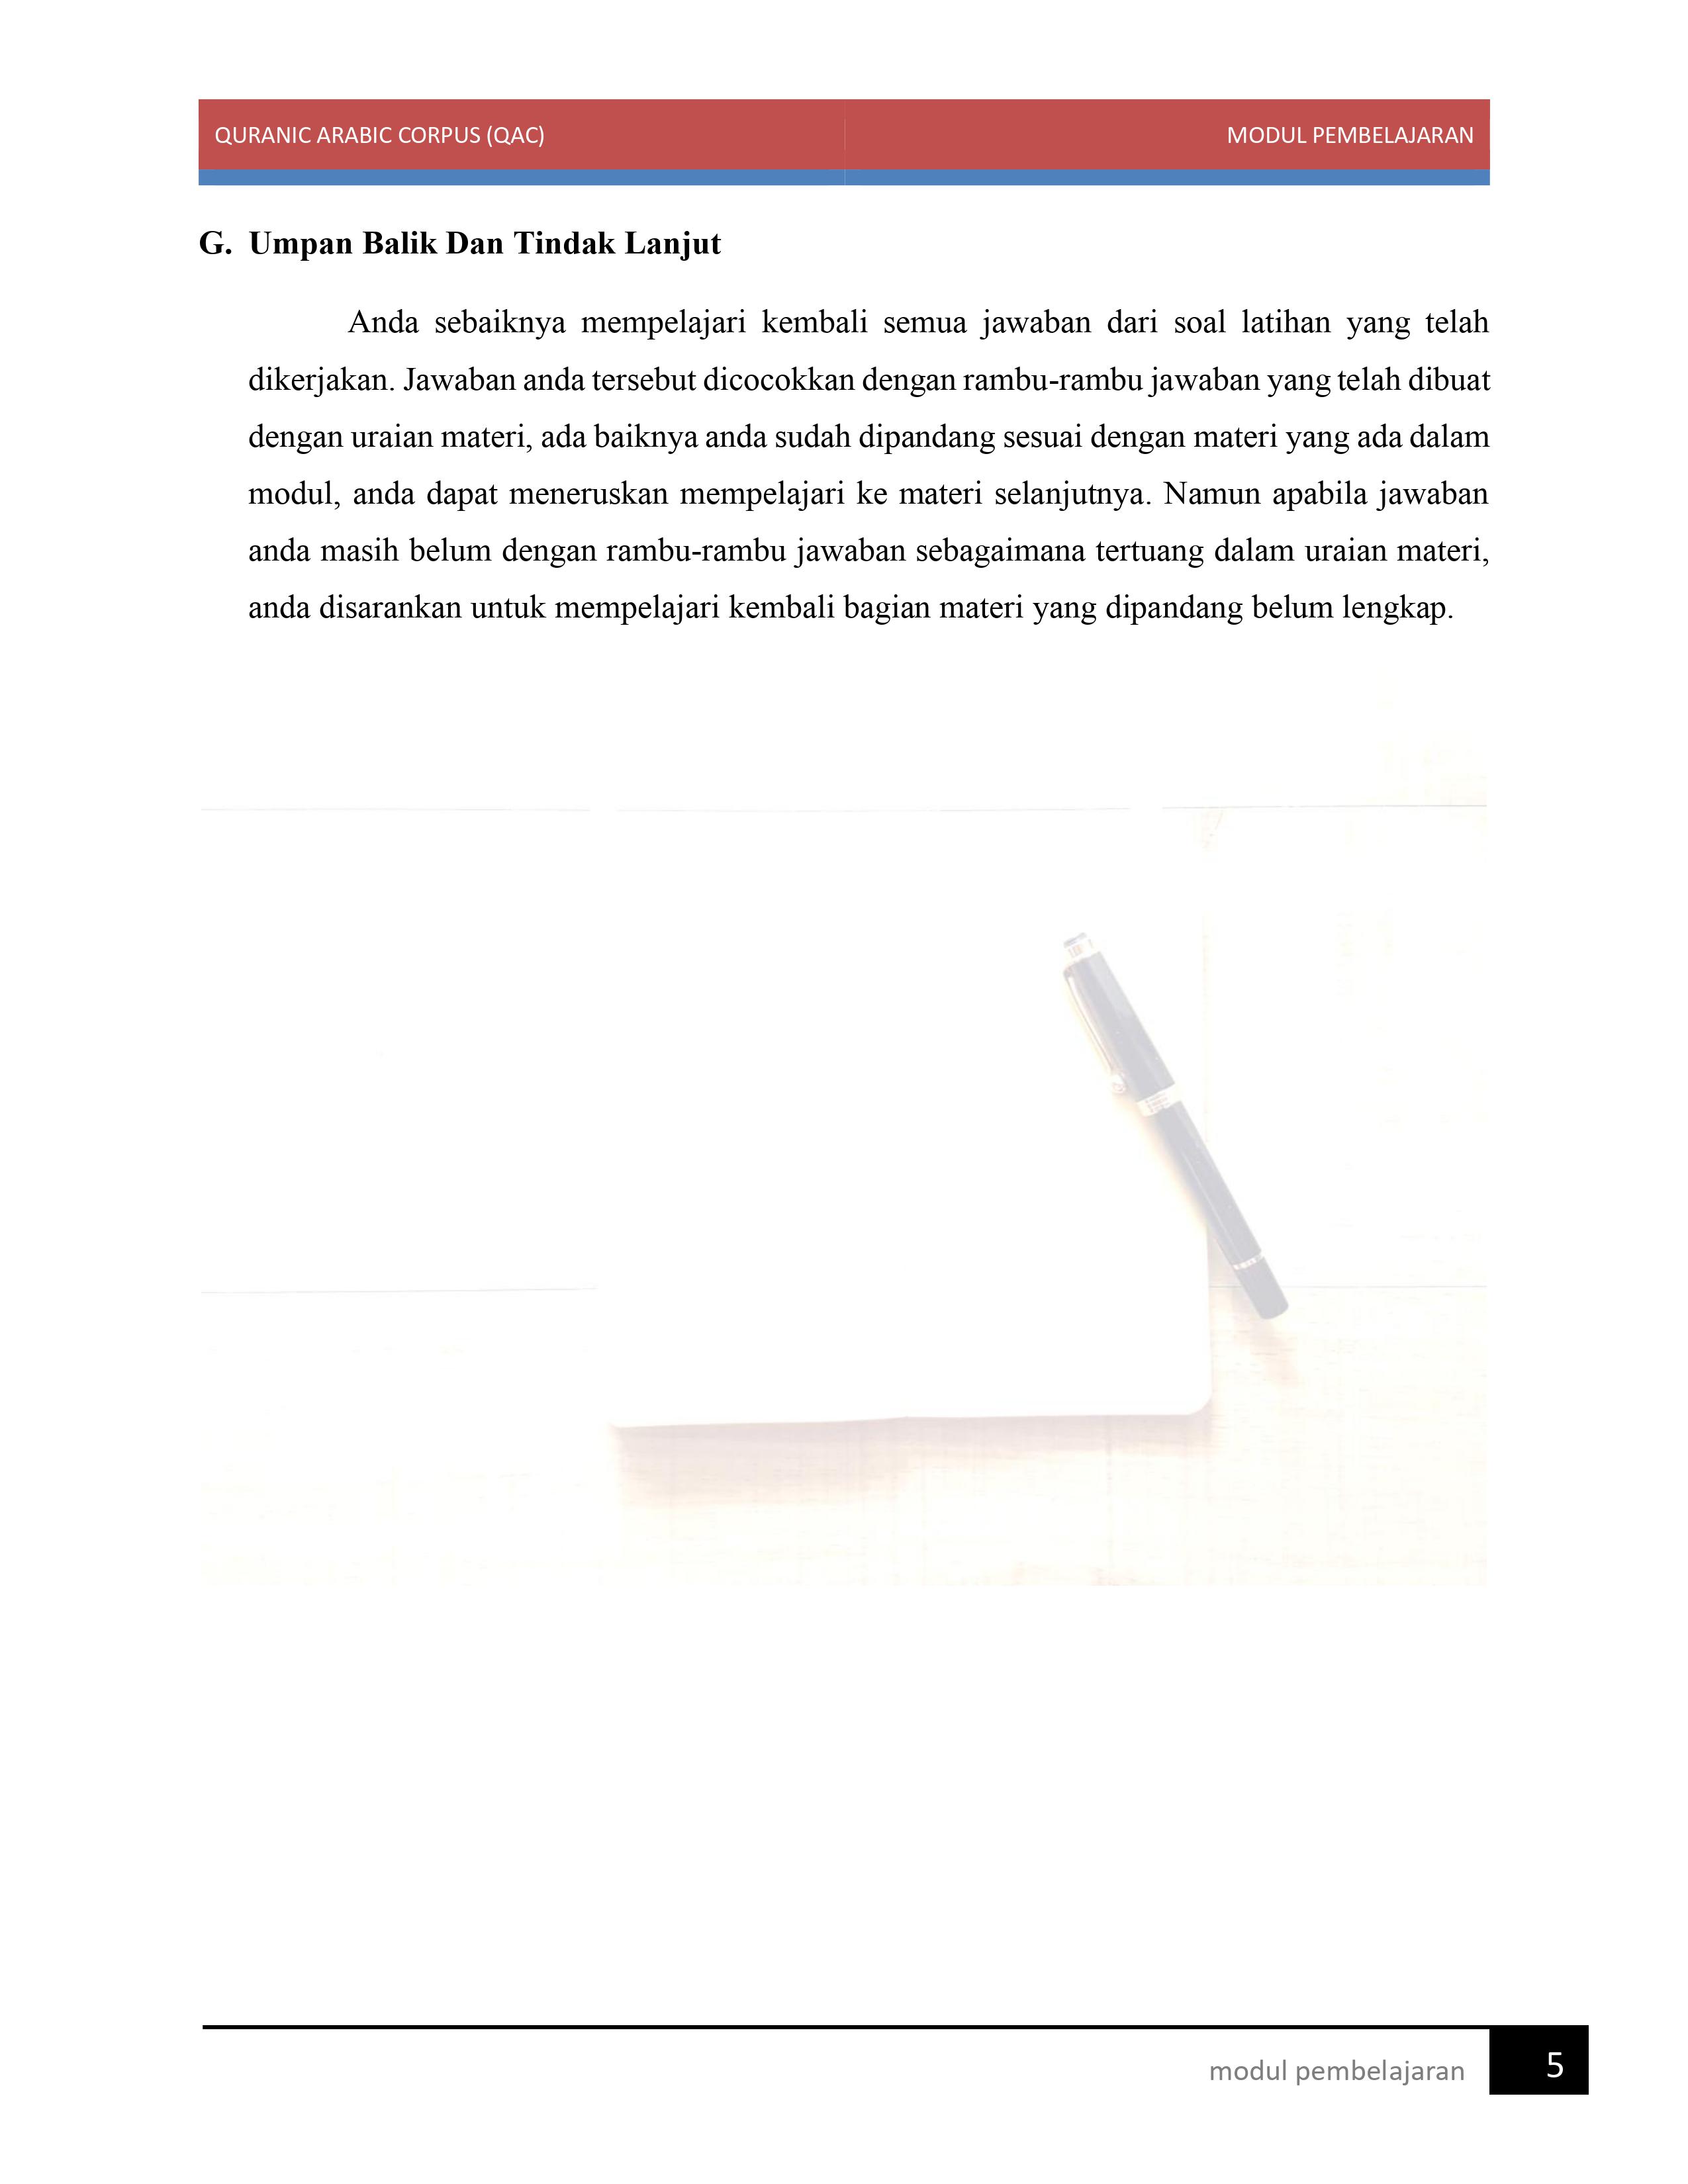 QURANIC ARABIC CORPUS (QAC) MODUL PEMBELAJARAN
G. Umpan Balik Dan Tindak Lanjut
Anda sebaiknya mempelajari kembali semua jawaban dari soal latihan yang telah
dikerjakan. Jawaban anda tersebut dicocokkan dengan rambu-rambu jawaban yang telah dibuat
dengan uraian materi, ada baiknya anda sudah dipandang sesuai dengan materi yang ada dalam
modul, anda dapat meneruskan mempelajari ke materi selanjutnya. Namun apabila jawaban
anda masih belum dengan rambu-rambu jawaban sebagaimana tertuang dalam uraian materi,
anda disarankan untuk mempelajari kembali bagian materi yang dipandang belum lengkap.
modul pembelajaran 5